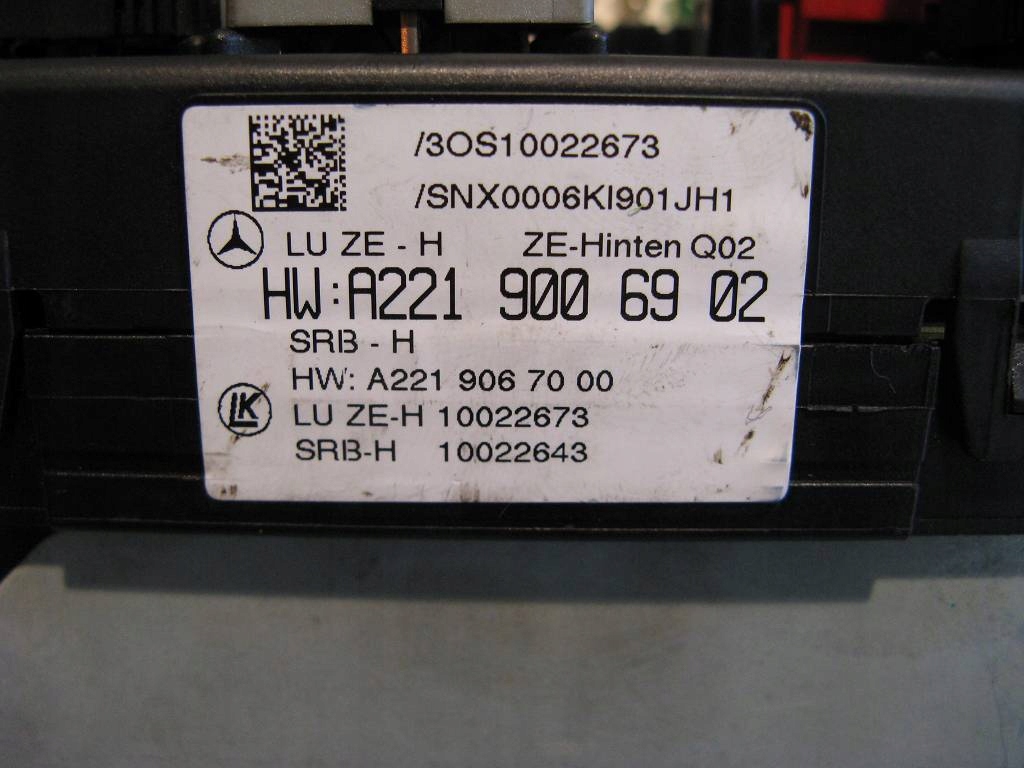 /3OS10022673
/SNX0006KI901JH1
LU ZE - H ZE-Hinten Q02
HW:A221 900 69 02
SRB - H
HW: A221 906 70 00
LK
LU ZE-H 10022673
SRB-H 10022643